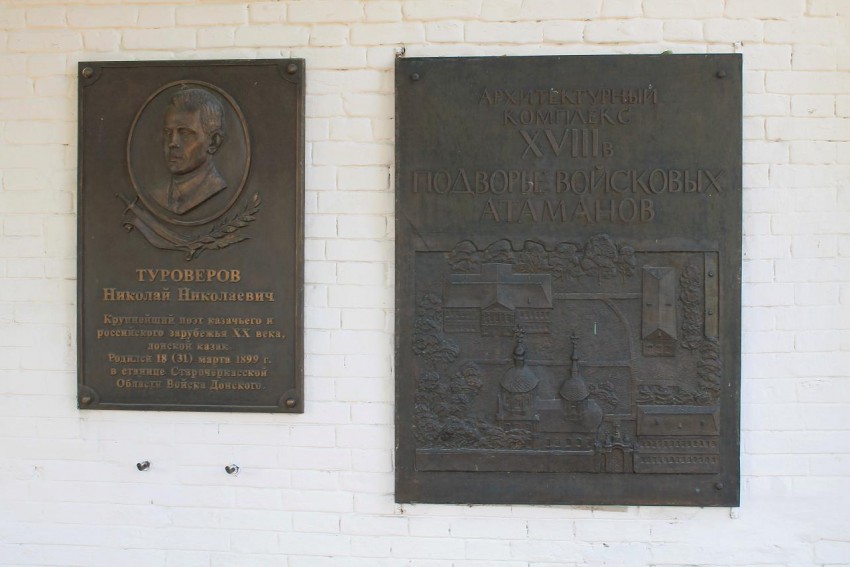 ТУРОВЕРОВ
Николай Николаевич
Крупнейший поэт казачьего и
российского зарубежья XX века,
донской казак.
Родился 18 (31) марта 1899 г.
в станице Старочеркасской
Области Войска Донского.
АРХИТЕКТУРНЫЙ
КОМПЛЕКС
XVIII в
ПОДВОРЬЕ ВОЙСКОВЫХ
АТАМАНОВ